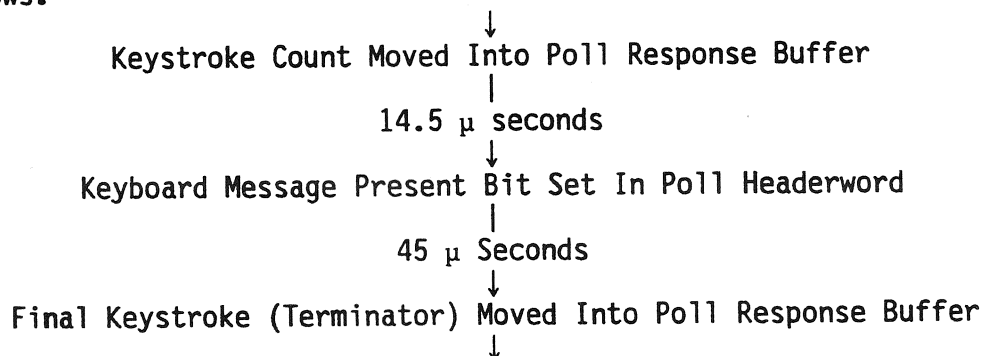 ws:
Keystroke Count Moved Into Poll Response Buffer
14.5 μ seconds
Keyboard Message Present Bit Set In Poll Headerword
45 μ Seconds
Final Keystroke (Terminator) Moved Into Poll Response Buffer